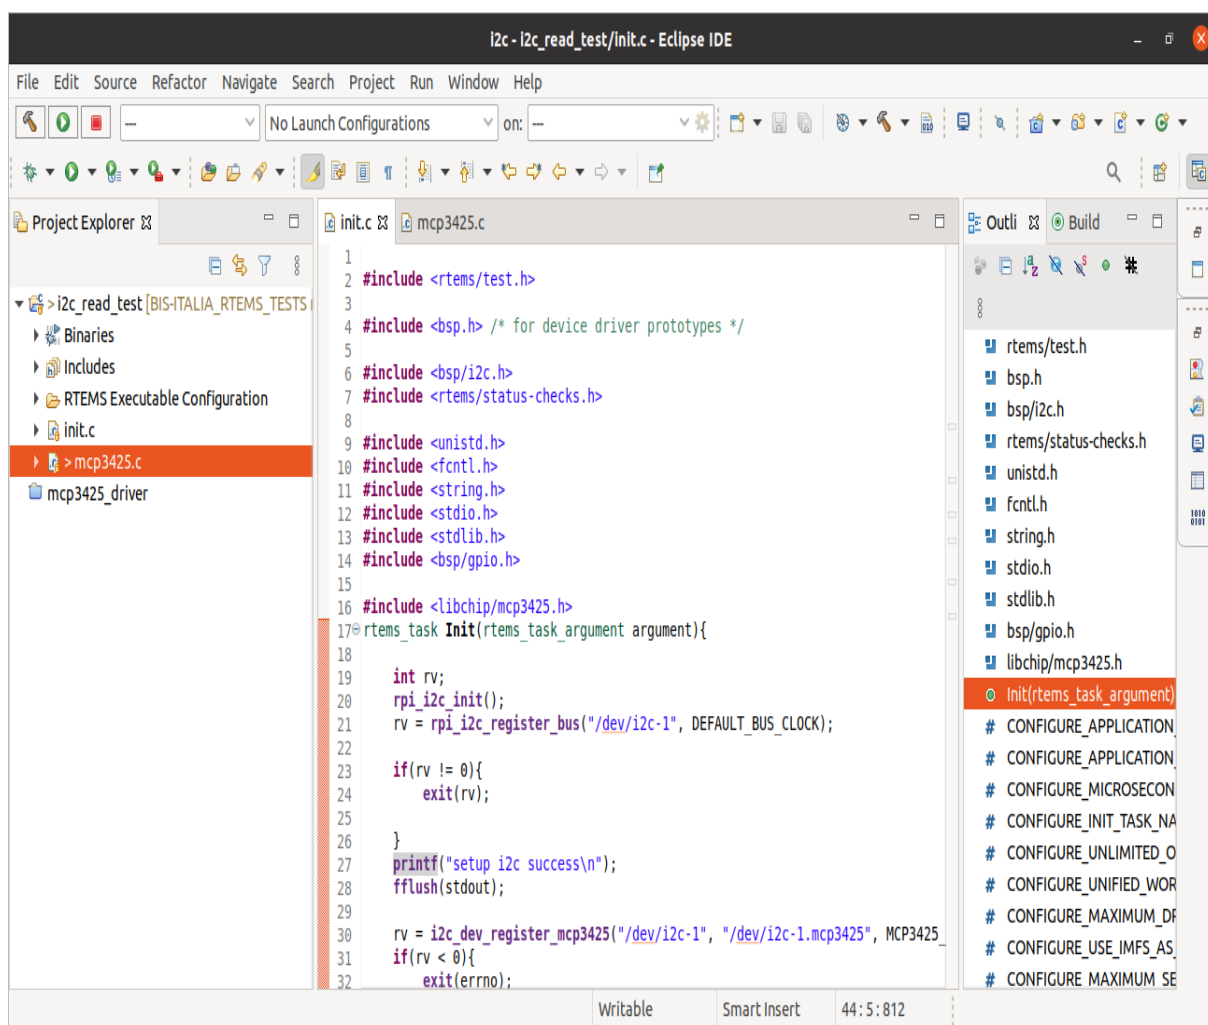 i2c - i2c_read_test/init.c - Eclipse IDE
File Edit Source Refactor Navigate Search Project Run Window Help
--- No Launch Configurations on: ---
Project Explorer
i2c_read_test [BIS-ITALIA_RTEMS_TESTS
Binaries
Includes
RTEMS Executable Configuration
init.c
> mcp3425.c
mcp3425_driver
init.c mcp3425.c
1
2 #include <rtems/test.h>
3
4 #include <bsp.h> /* for device driver prototypes */
5
6 #include <bsp/i2c.h>
7 #include <rtems/status-checks.h>
8
9 #include <unistd.h>
10 #include <fcntl.h>
11 #include <string.h>
12 #include <stdio.h>
13 #include <stdlib.h>
14 #include <bsp/gpio.h>
15
16 #include <libchip/mcp3425.h>
17 rtems_task Init(rtems_task_argument argument){
18
19 int rv;
20 rpi_i2c_init();
21 rv = rpi_i2c_register_bus("/dev/i2c-1", DEFAULT_BUS_CLOCK);
22
23 if(rv != 0){
24 exit(rv);
25
26 }
27 printf("setup i2c success\n");
28 fflush(stdout);
29
30 rv = i2c_dev_register_mcp3425("/dev/i2c-1", "/dev/i2c-1.mcp3425", MCP3425_
31 if(rv < 0){
32 exit(errno);
Outli Build
rtems/test.h
bsp.h
bsp/i2c.h
rtems/status-checks.h
unistd.h
fcntl.h
string.h
stdio.h
stdlib.h
bsp/gpio.h
libchip/mcp3425.h
Init(rtems_task_argument)
# CONFIGURE_APPLICATION_
# CONFIGURE_APPLICATION_
# CONFIGURE_MICROSECON
# CONFIGURE_INIT_TASK_NA
# CONFIGURE_UNLIMITED_O
# CONFIGURE_UNIFIED_WOR
# CONFIGURE_MAXIMUM_DR
# CONFIGURE_USE_IMFS_AS_
# CONFIGURE_MAXIMUM_SE
Writable Smart Insert 44 : 5 : 812